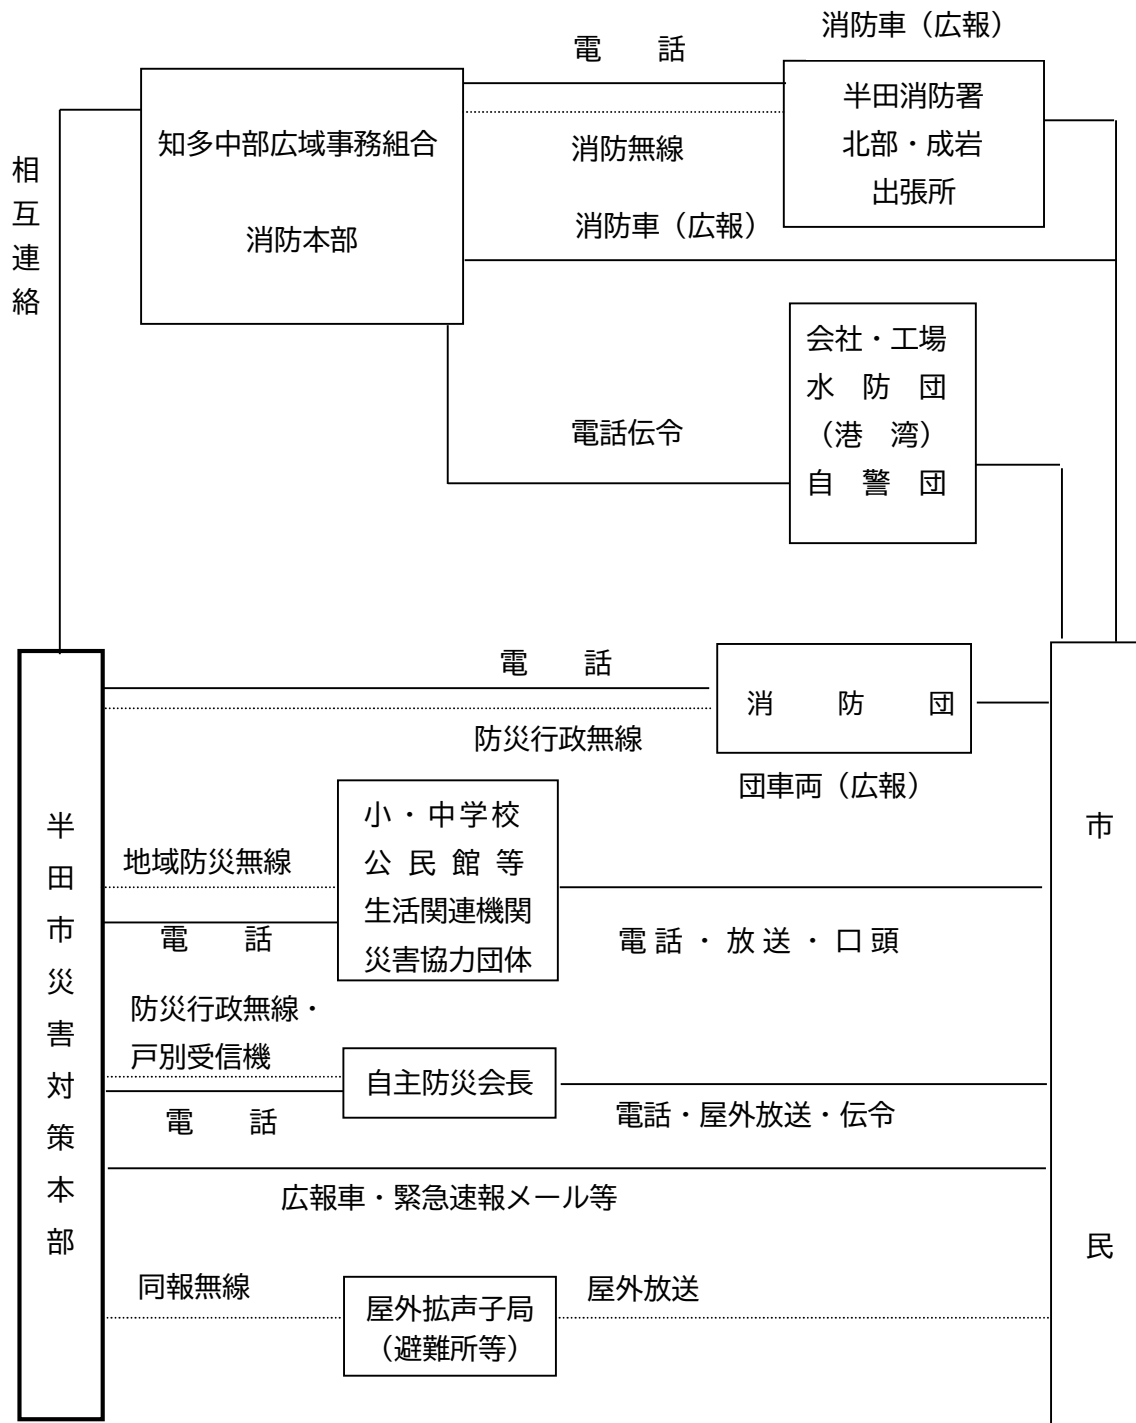 消防車（広報）
電　話
知多中部広域事務組合
消防本部
半田消防署
北部・成岩
出張所
消防無線
消防車（広報）
相互連絡
会社・工場
水　防　団
（港　湾）
自　警　団
電話伝令
電　話
消　防　団
防災行政無線
団車両（広報）
半田市災害対策本部
市　民
小・中学校
公民館等
生活関連機関
災害協力団体
地域防災無線
電　話
電話・放送・口頭
防災行政無線・
戸別受信機
自主防災会長
電　話
電話・屋外放送・伝令
広報車・緊急速報メール等
同報無線
屋外拡声子局
（避難所等）
屋外放送